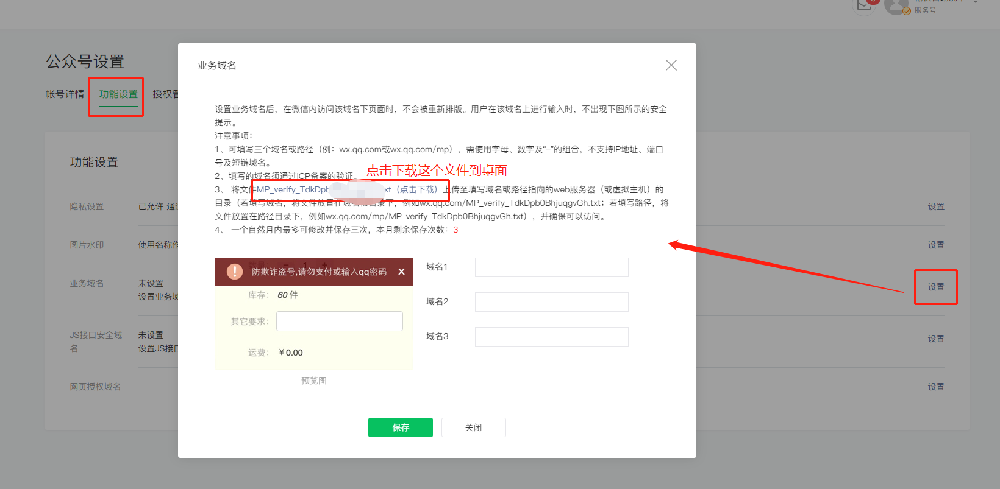 服务号
公众号设置
帐号详情
功能设置
授权管
功能设置
隐私设置
已允许 通过
设置
图片水印
使用名称作
设置
业务域名
未设置
设置业务域
设置
JS接口安全域
名
未设置
设置JS接口
设置
网页授权域名
设置
业务域名
设置业务域名后，在微信内访问该域名下页面时，不会被重新排版。用户在该域名上进行输入时，不出现下图所示的安全
提示。
注意事项：
1、可填写三个域名或路径（例：wx.qq.com或wx.qq.com/mp），需使用字母、数字及“-”的组合，不支持IP地址、端口
号及短链域名。
点击下载这个文件到桌面
2、填写的域名须通过ICP备案的验证。
3、 将文件MP_verify_TdkDpb xt（点击下载）上传至填写域名或路径指向的web服务器（或虚拟主机）的
目录（若填写域名，将文件放置在域名根目录下，例如wx.qq.com/MP_verify_TdkDpb0BhjuqgvGh.txt；若填写路径，将
文件放置在路径目录下，例如wx.qq.com/mp/MP_verify_TdkDpb0BhjuqgvGh.txt），并确保可以访问。
4、 一个自然月内最多可修改并保存三次，本月剩余保存次数：3
防欺诈盗号,请勿支付或输入qq密码
库存： 60 件
其它要求：
运费： ￥0.00
预览图
域名1
域名2
域名3
保存
关闭